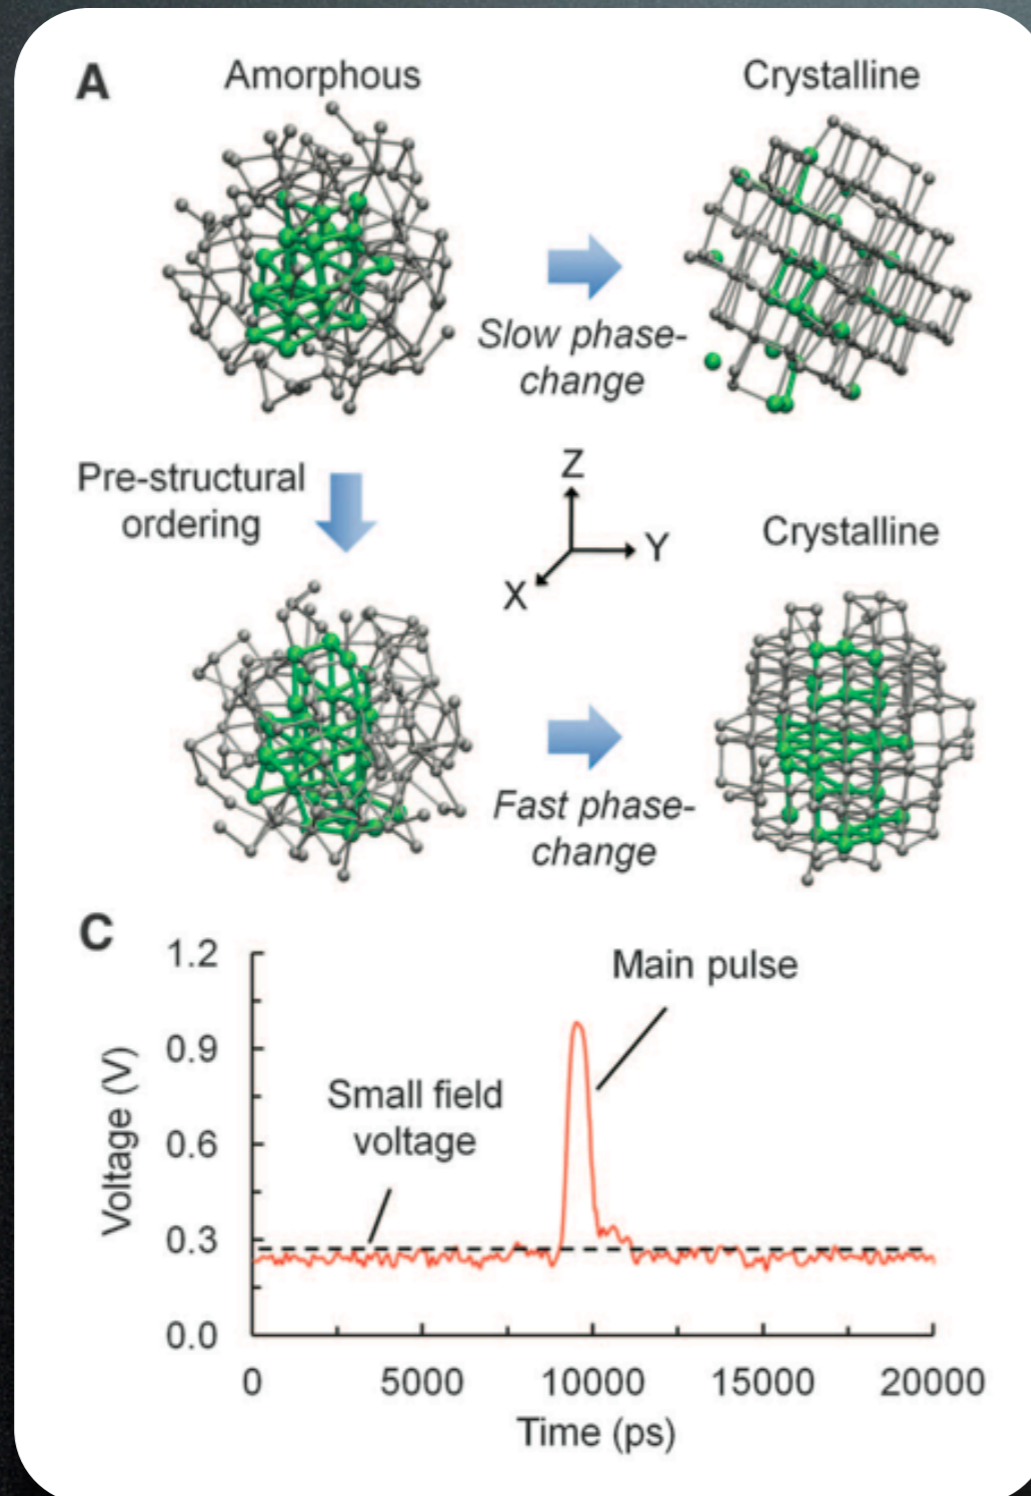 A
Amorphous
Crystalline
Slow phase-
change
Pre-structural
ordering
Z
Y
X
Crystalline
Fast phase-
change
C
Main pulse
Small field
voltage
Voltage (V)
1.2
0.9
0.6
0.3
0.0
0
5000
10000
15000
20000
Time (ps)